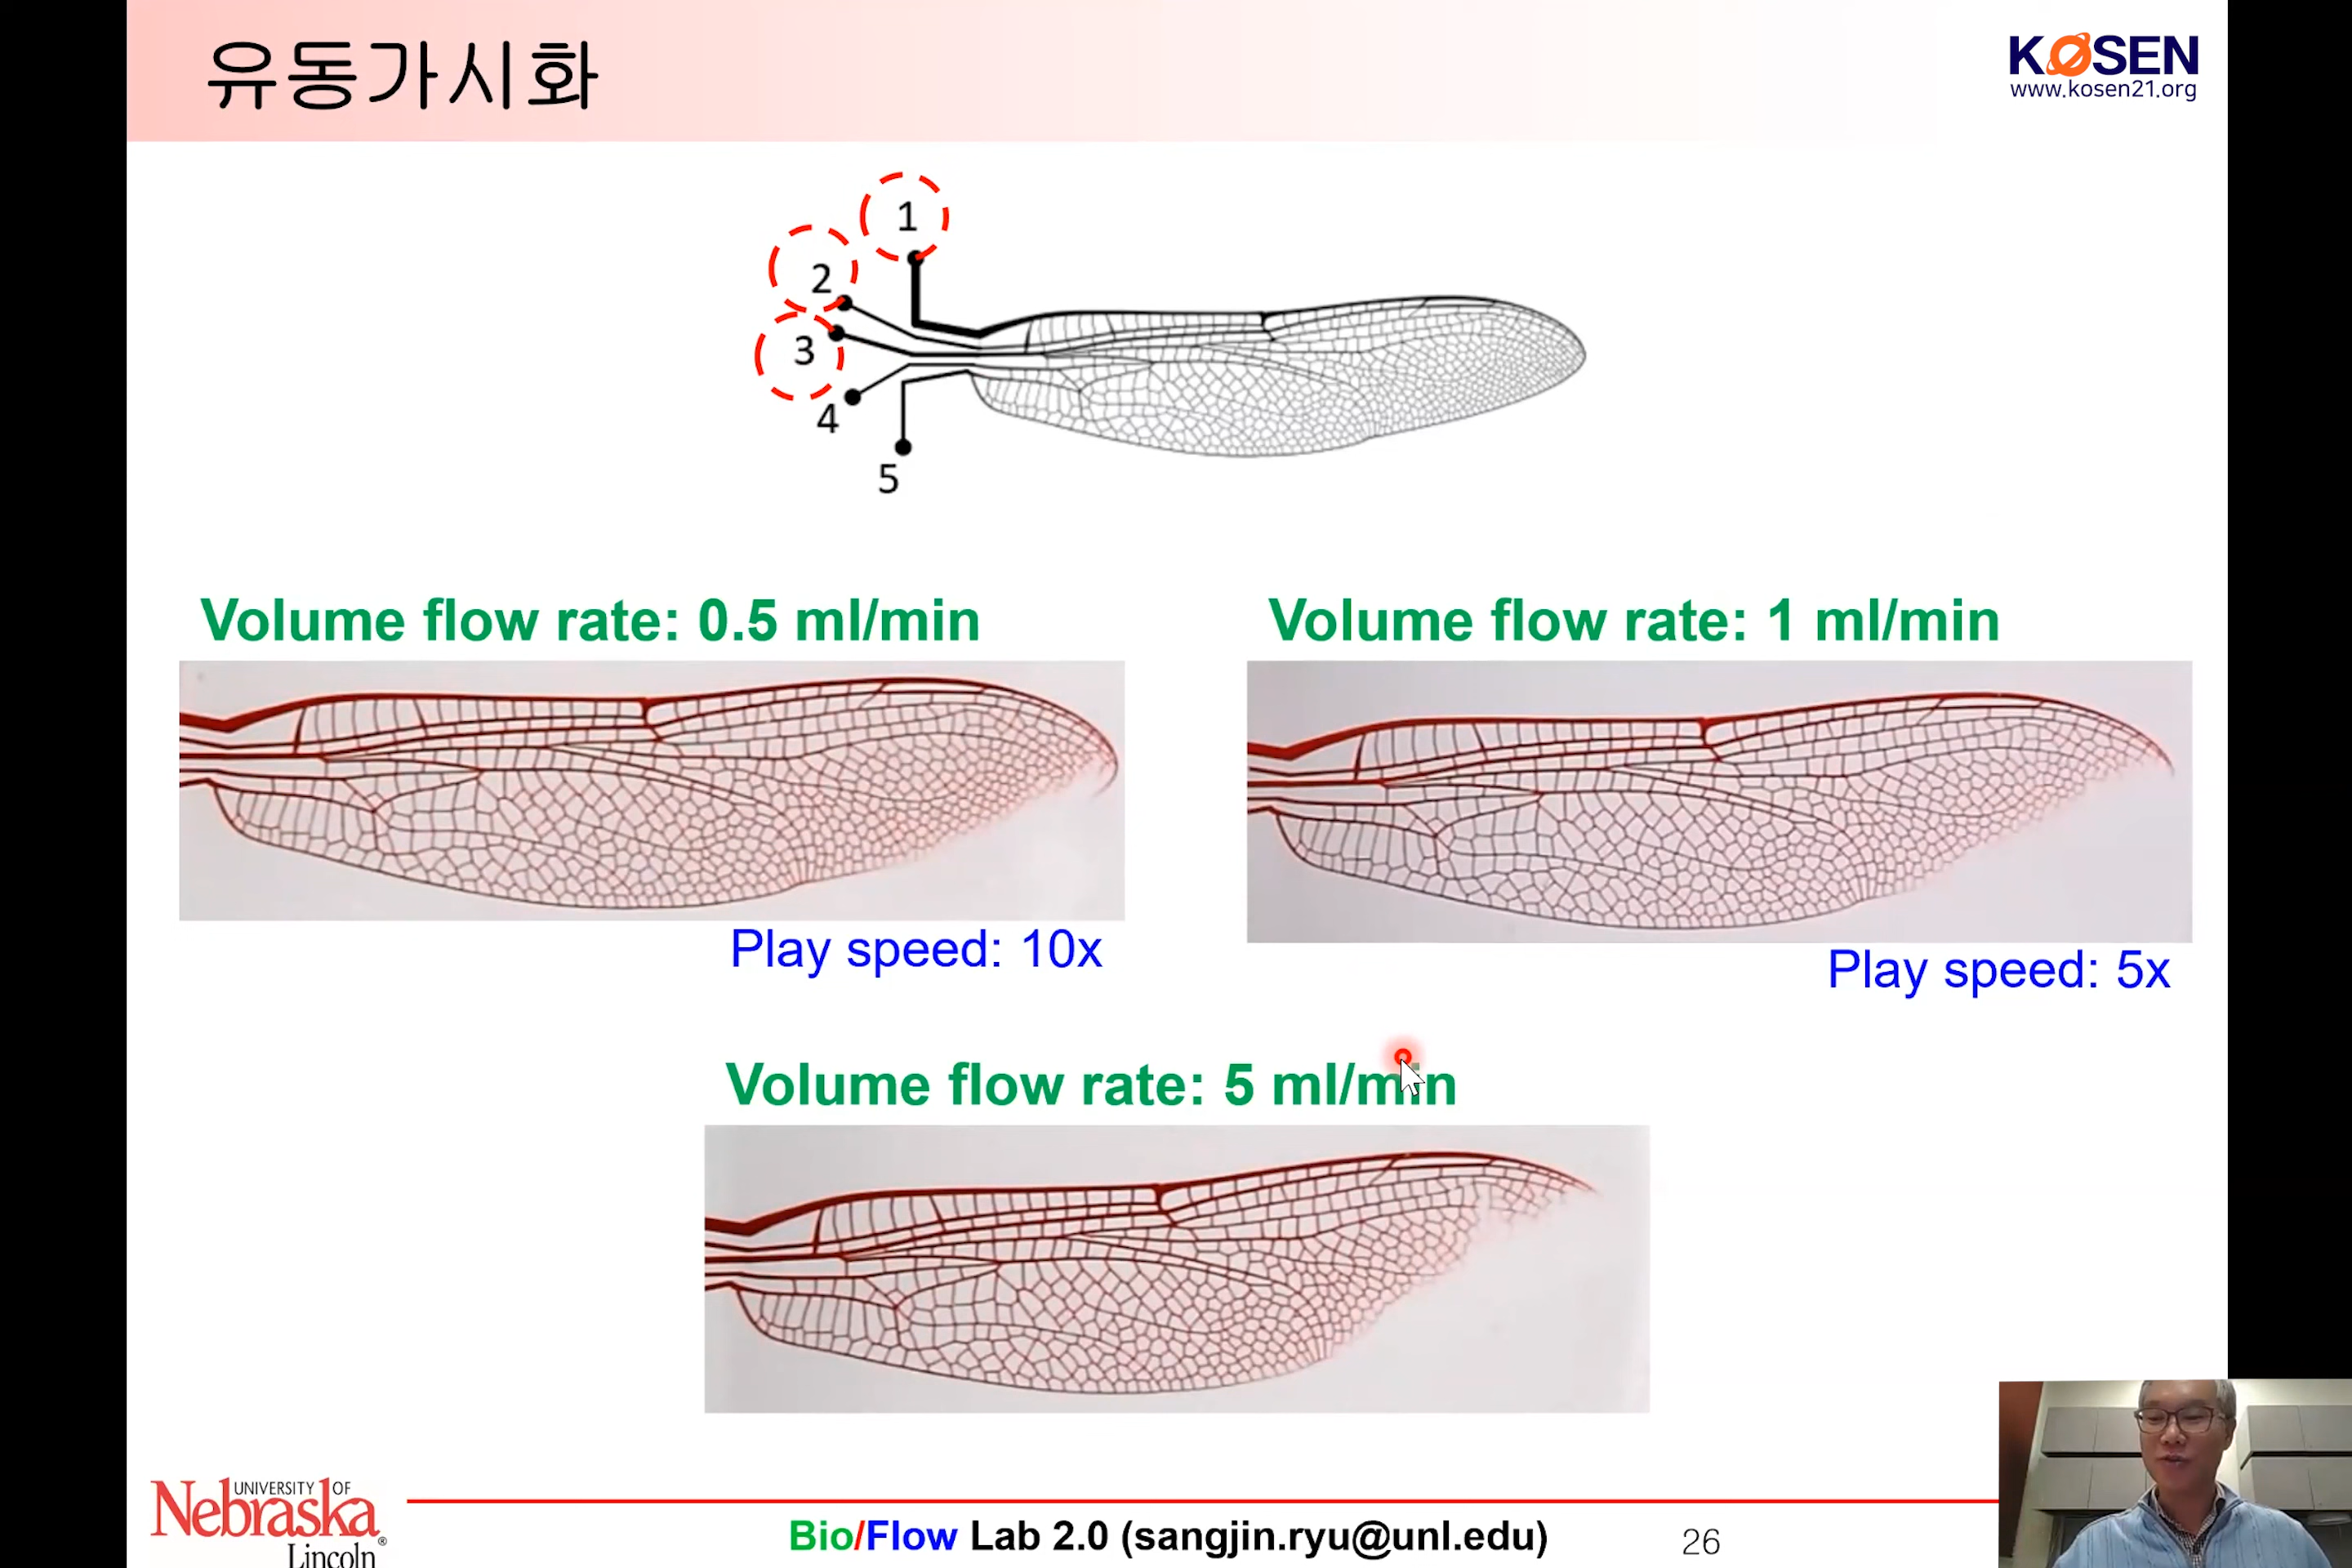 유동가시화
KOSEN
www.kosen21.org
1
2
3
4
5
Volume flow rate: 0.5 ml/min
Volume flow rate: 1 ml/min
Play speed: 10x
Play speed: 5x
Volume flow rate: 5 ml/min
UNIVERSITY OF
Nebraska®
Lincoln
Bio/Flow Lab 2.0 (sangjin.ryu@unl.edu)
26